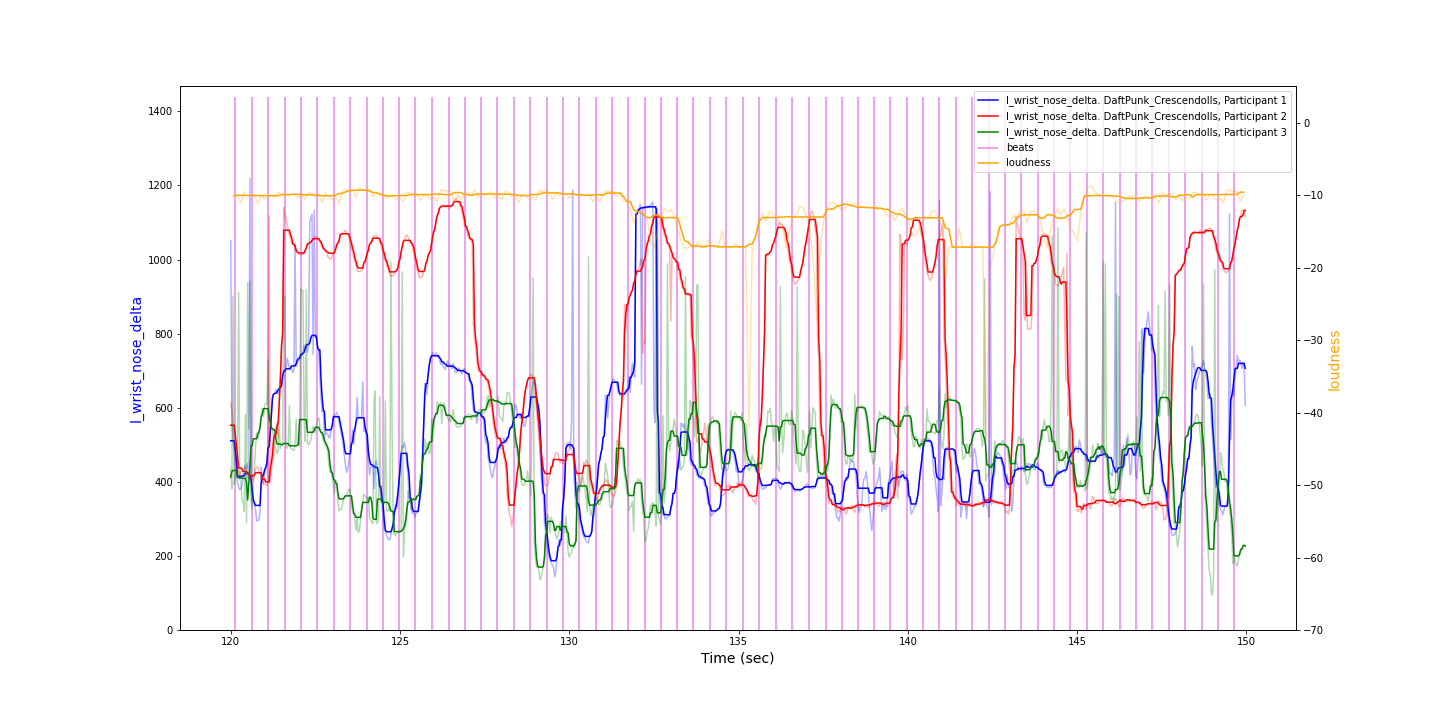 l_wrist_nose_delta. DaftPunk_Crescendolls, Participant 1
l_wrist_nose_delta. DaftPunk_Crescendolls, Participant 2
l_wrist_nose_delta. DaftPunk_Crescendolls, Participant 3
beats
loudness
1400
1200
1000
800
600
400
200
0
l_wrist_nose_delta
0
−10
−20
−30
−40
−50
−60
−70
loudness
120
125
130
135
140
145
150
Time (sec)